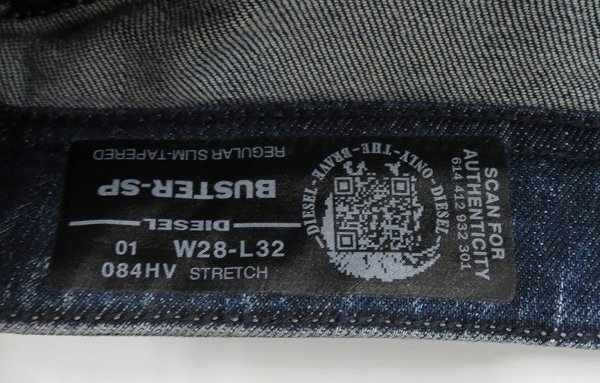 REGULAR SLIM-TAPERED
BUSTER-SP
DIESEL
01 W28-L32
084HV STRETCH
DIESEL-ONLY-THE-BRAVE-DIESEL-
SCAN FOR
AUTHENTICITY
614 412 932 301